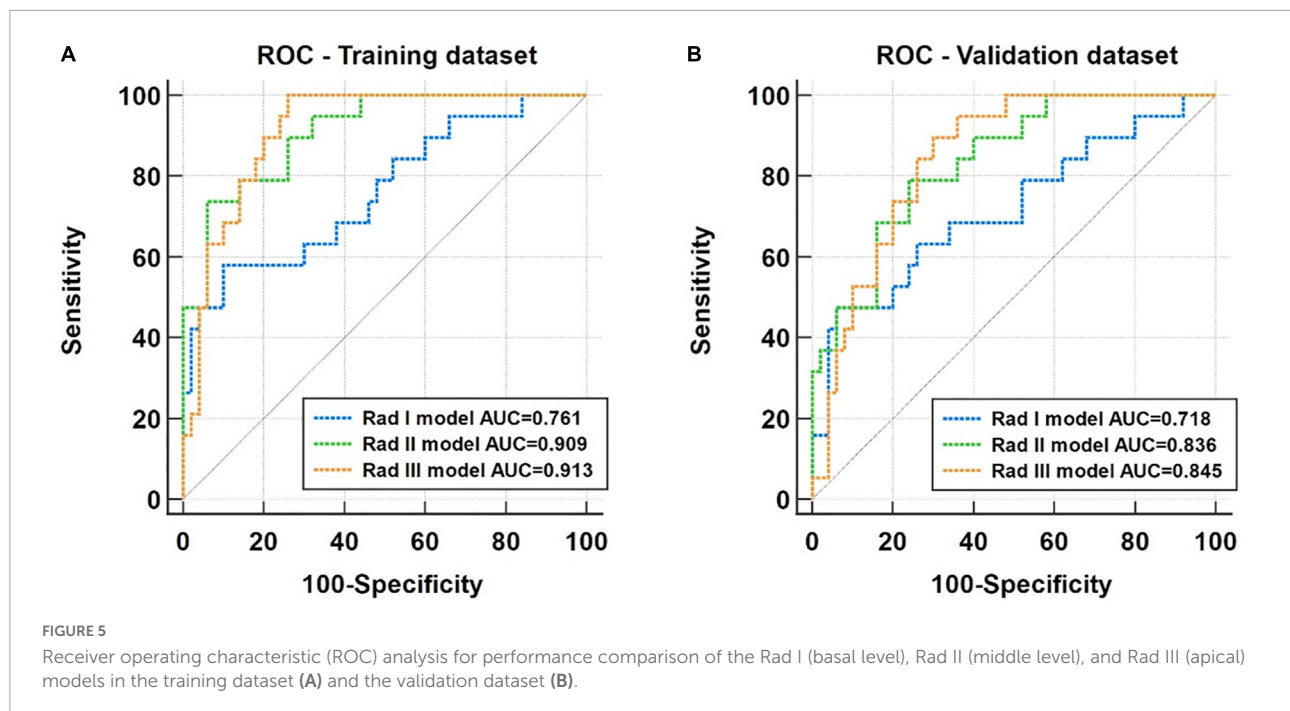 A
ROC - Training dataset
100
80
60
40
20
0
Sensitivity
Rad I model AUC=0.761
Rad II model AUC=0.909
Rad III model AUC=0.913
0 20 40 60 80 100
100-Specificity
B
ROC - Validation dataset
100
80
60
40
20
0
Sensitivity
Rad I model AUC=0.718
Rad II model AUC=0.836
Rad III model AUC=0.845
0 20 40 60 80 100
100-Specificity
FIGURE 5
Receiver operating characteristic (ROC) analysis for performance comparison of the Rad I (basal level), Rad II (middle level), and Rad III (apical)
models in the training dataset (A) and the validation dataset (B).